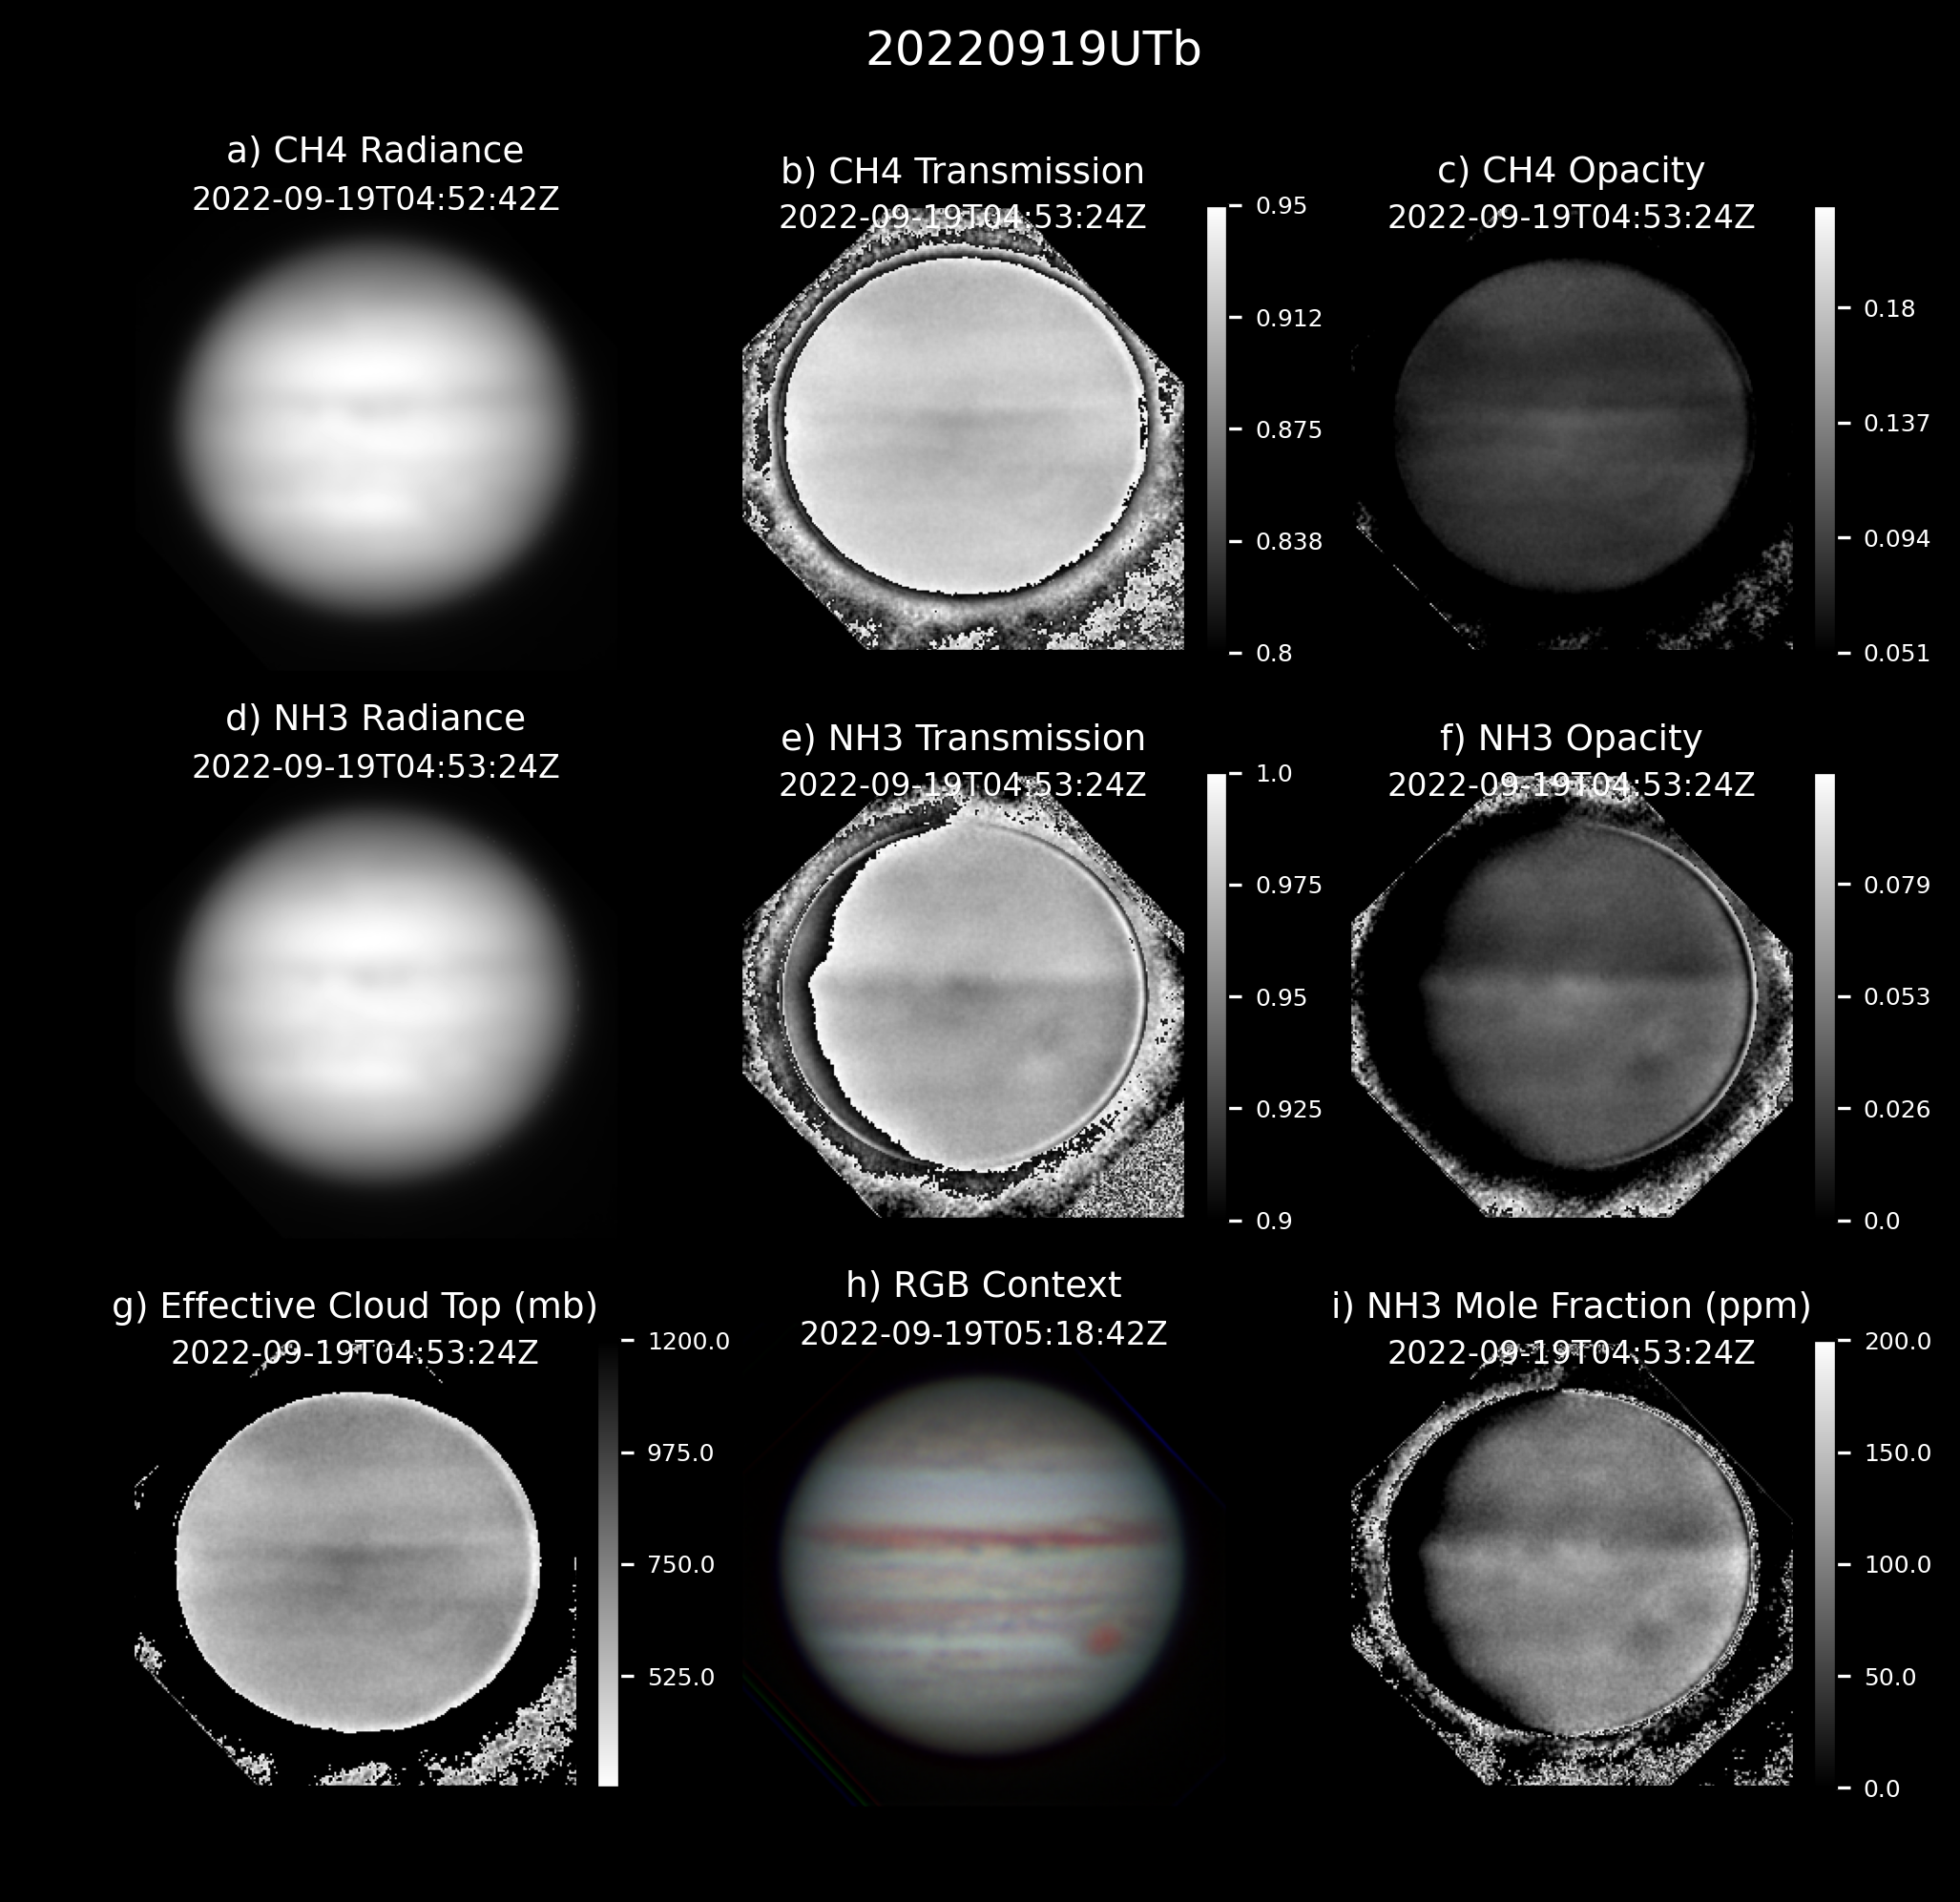 20220919UTb
a) CH4 Radiance
2022-09-19T04:52:42Z
b) CH4 Transmission
2022-09-19T04:53:24Z
0.95
0.912
0.875
0.838
0.8
c) CH4 Opacity
2022-09-19T04:53:24Z
0.18
0.137
0.094
0.051
d) NH3 Radiance
2022-09-19T04:53:24Z
e) NH3 Transmission
2022-09-19T04:53:24Z
1.0
0.975
0.95
0.925
0.9
f) NH3 Opacity
2022-09-19T04:53:24Z
0.079
0.053
0.026
0.0
g) Effective Cloud Top (mb)
2022-09-19T04:53:24Z
1200.0
975.0
750.0
525.0
h) RGB Context
2022-09-19T05:18:42Z
i) NH3 Mole Fraction (ppm)
2022-09-19T04:53:24Z
200.0
150.0
100.0
50.0
0.0